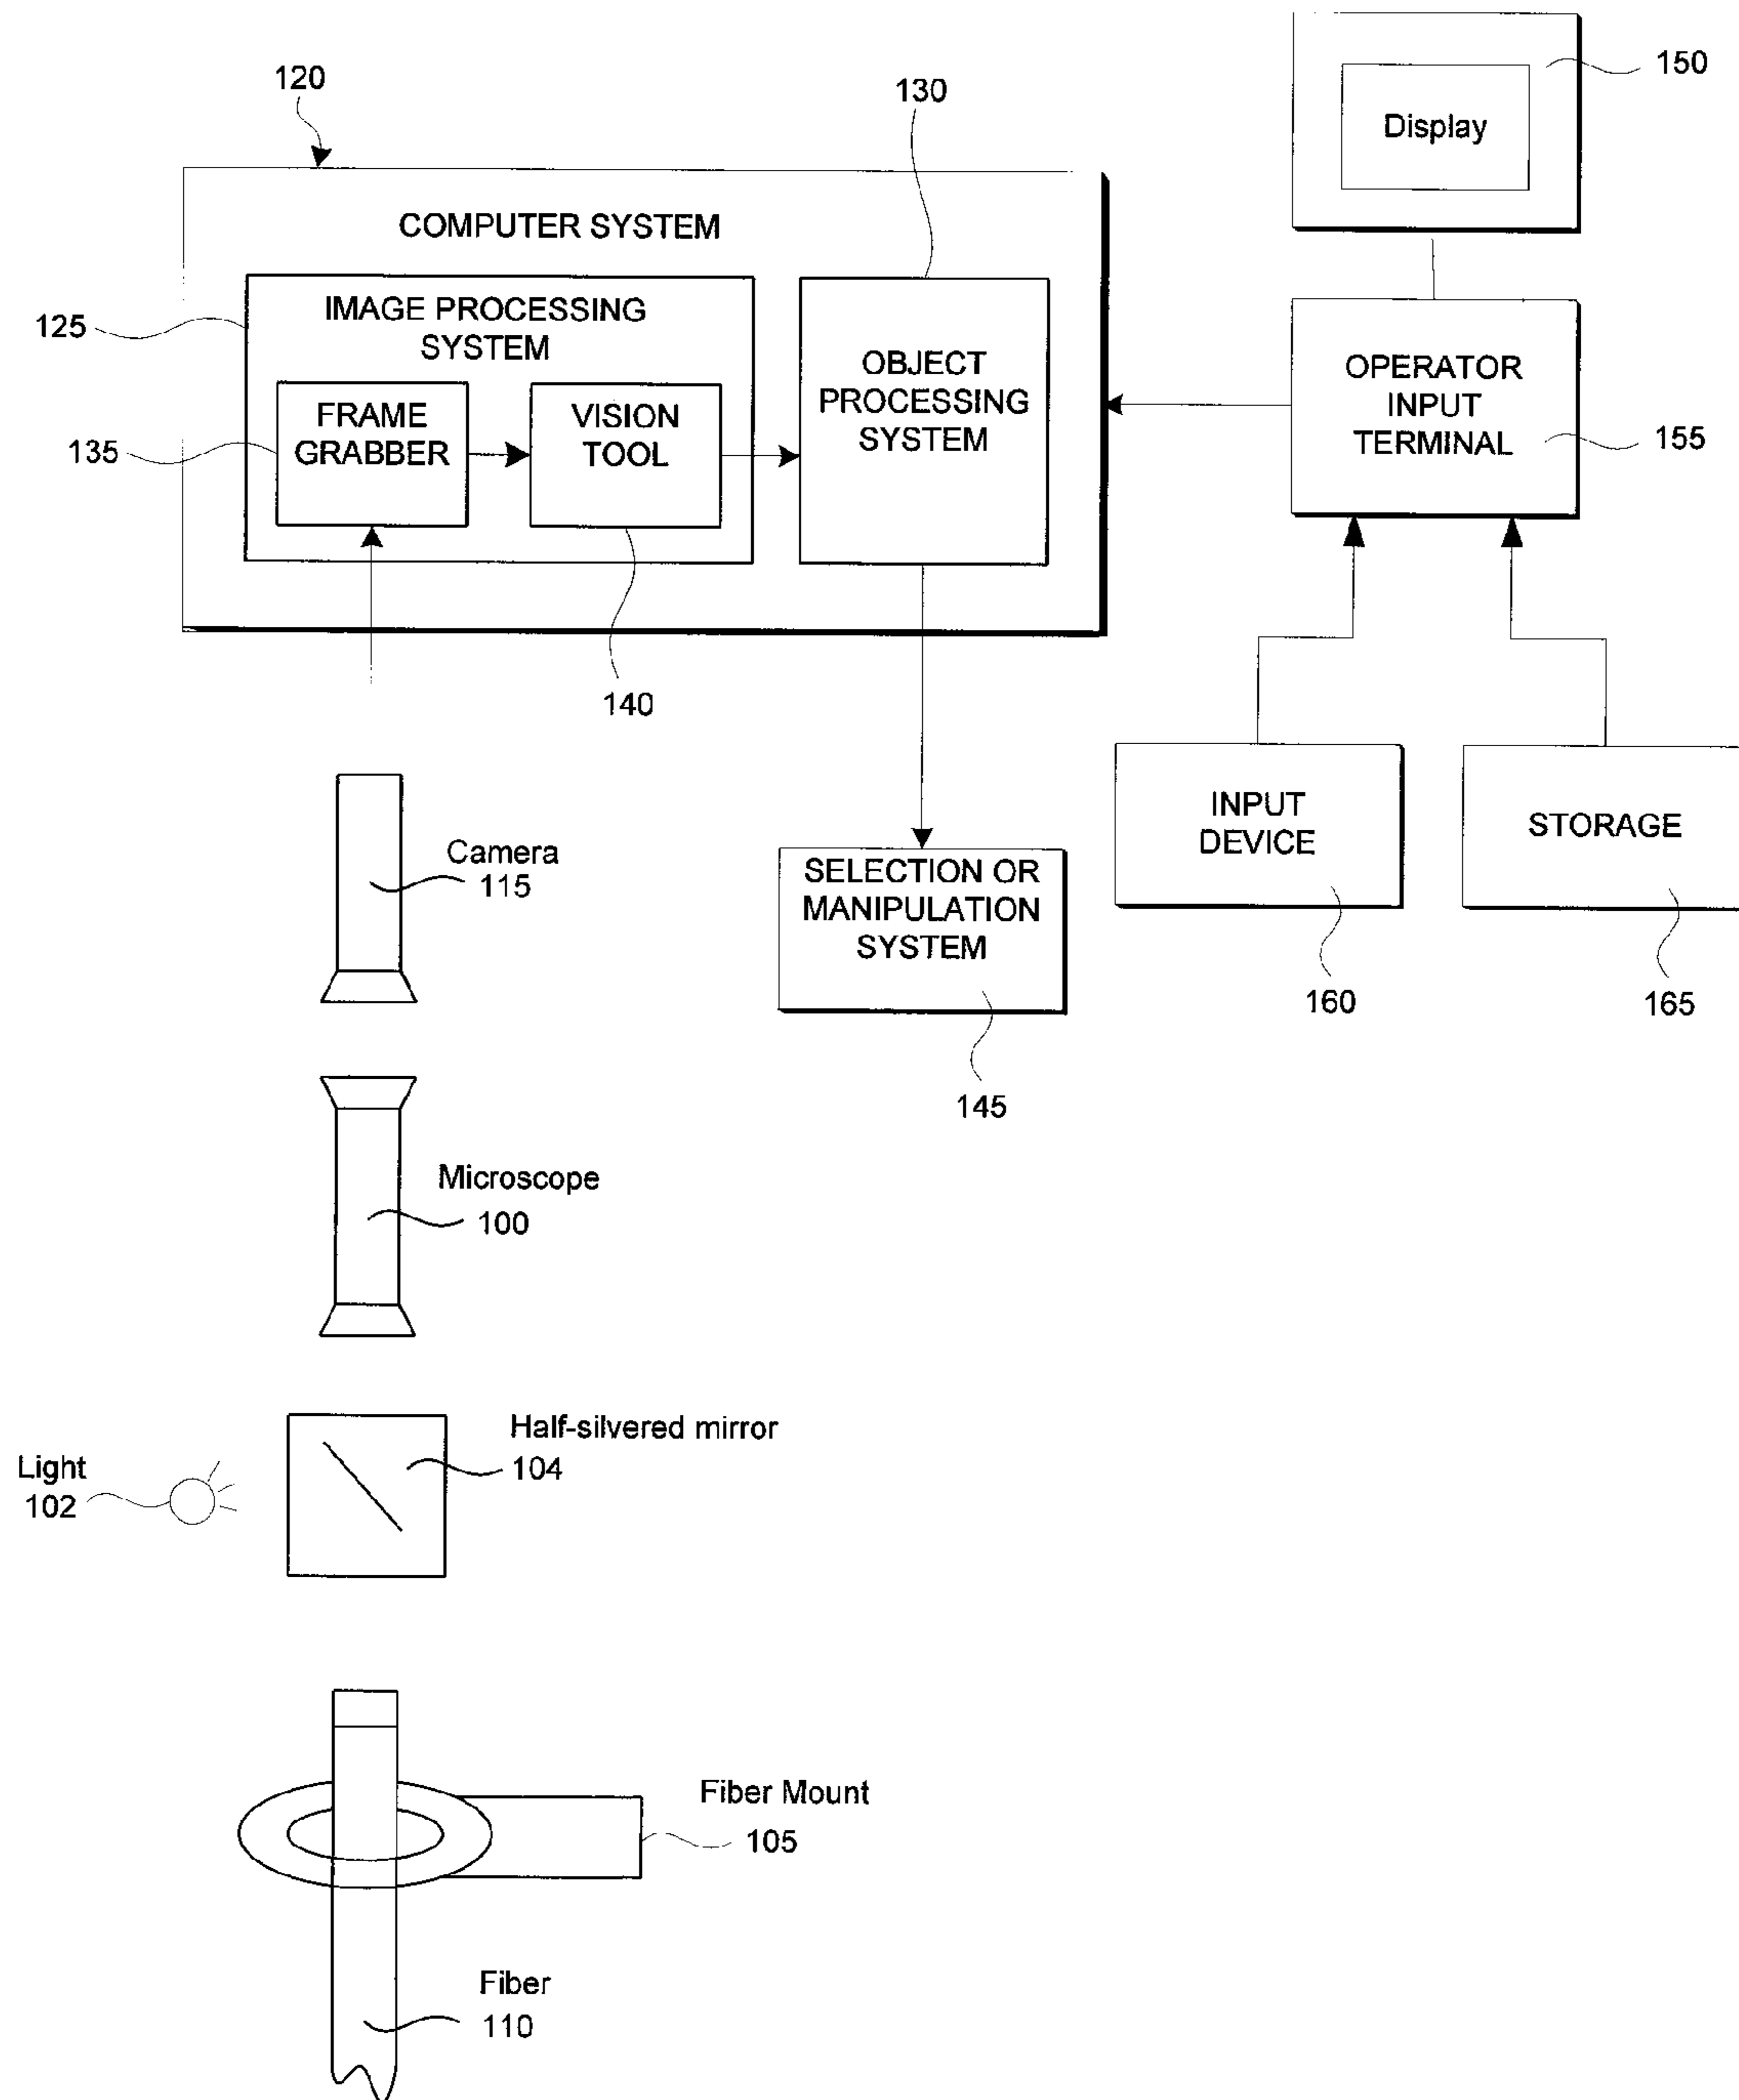 120
130
150
Display
COMPUTER SYSTEM
125
IMAGE PROCESSING
SYSTEM
135
FRAME
GRABBER
VISION
TOOL
OBJECT
PROCESSING
SYSTEM
OPERATOR
INPUT
TERMINAL
155
140
Camera
115
SELECTION OR
MANIPULATION
SYSTEM
145
INPUT
DEVICE
160
STORAGE
165
Microscope
100
Half-silvered mirror
104
Light
102
Fiber Mount
105
Fiber
110